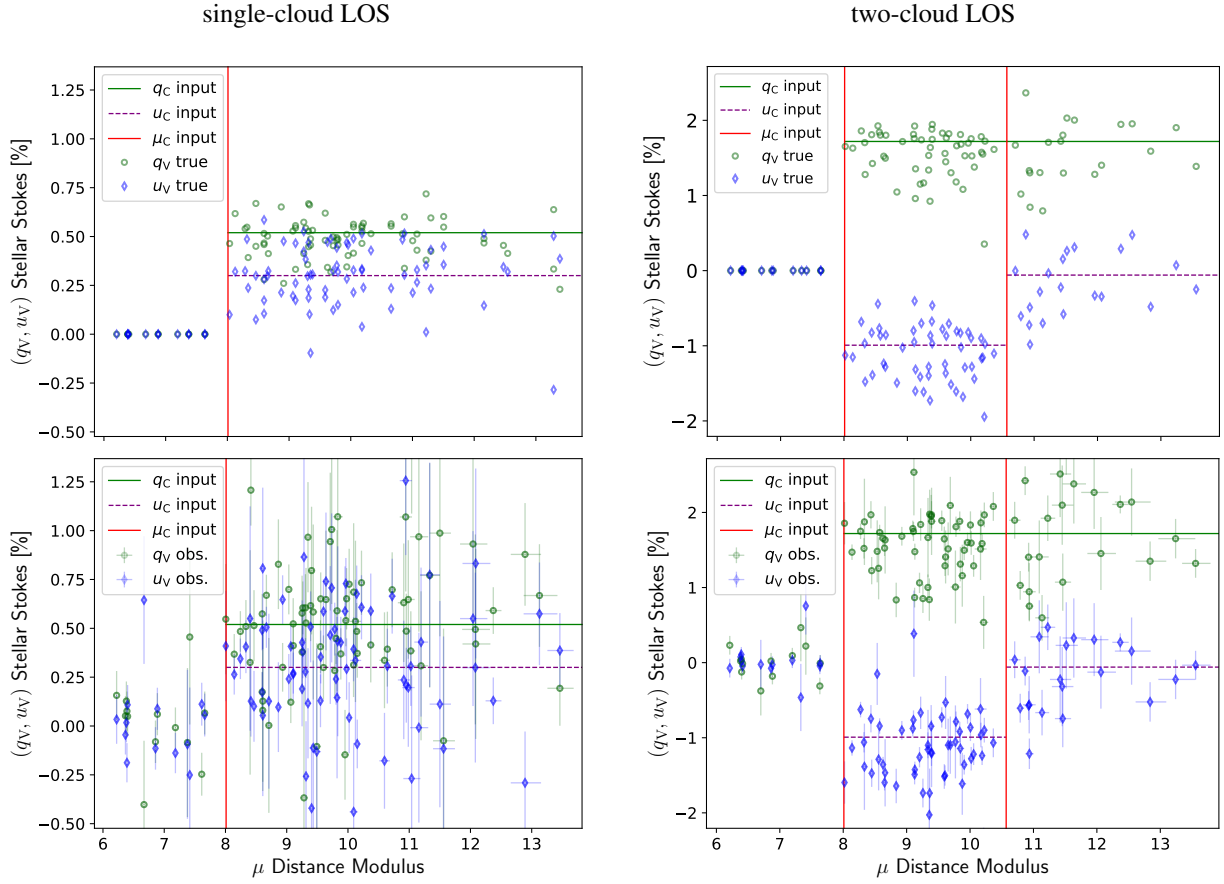 single-cloud LOS
two-cloud LOS
(q_V, u_V) Stellar Stokes [%]
1.25
1.00
0.75
0.50
0.25
0.00
−0.25
−0.50
q_C input
u_C input
μ_C input
q_V true
u_V true
(q_V, u_V) Stellar Stokes [%]
2
1
0
−1
−2
q_C input
u_C input
μ_C input
q_V true
u_V true
(q_V, u_V) Stellar Stokes [%]
1.25
1.00
0.75
0.50
0.25
0.00
−0.25
−0.50
q_C input
u_C input
μ_C input
q_V obs.
u_V obs.
6 7 8 9 10 11 12 13
μ Distance Modulus
(q_V, u_V) Stellar Stokes [%]
2
1
0
−1
−2
q_C input
u_C input
μ_C input
q_V obs.
u_V obs.
6 7 8 9 10 11 12 13
μ Distance Modulus